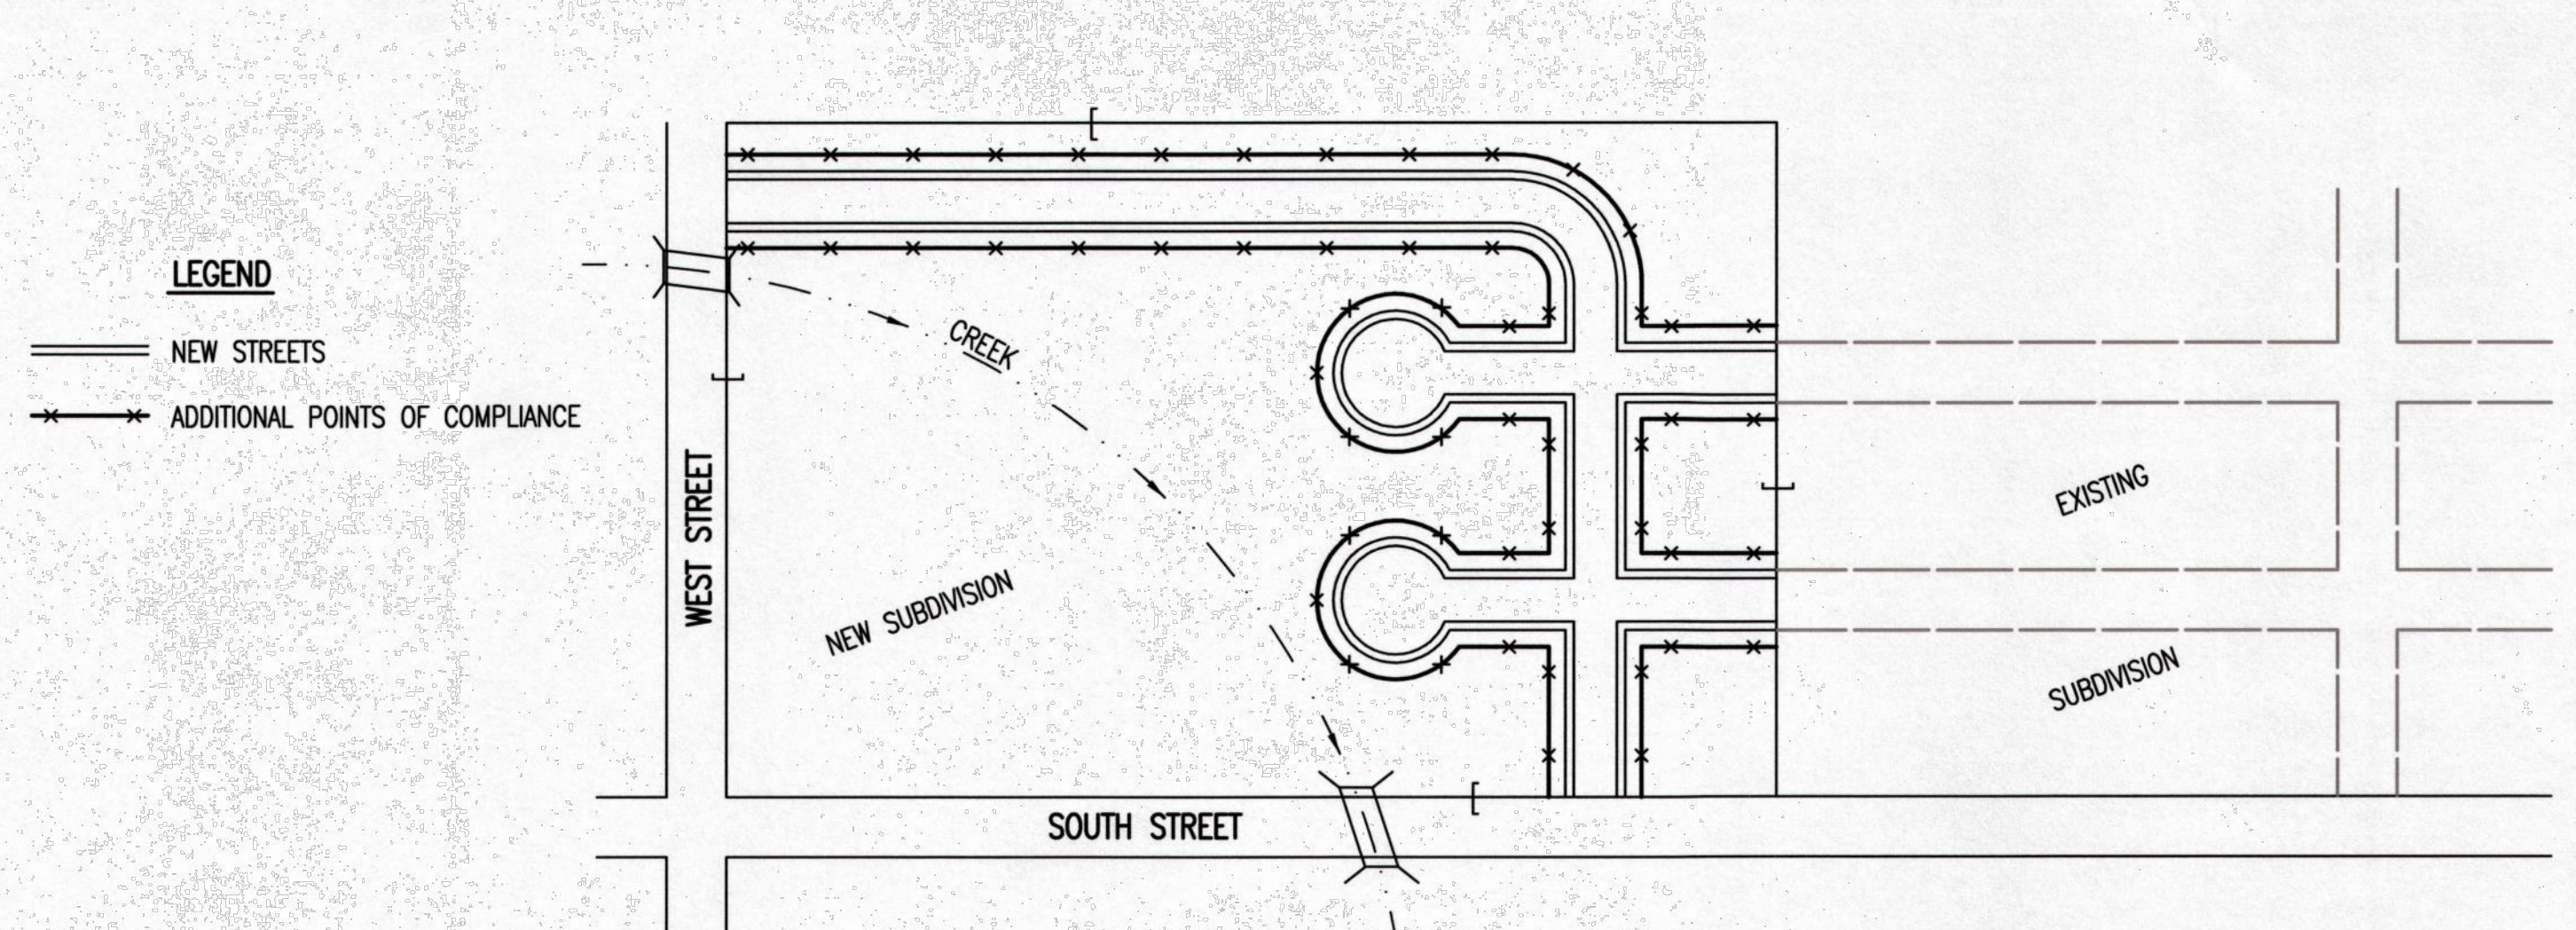 LEGEND
NEW STREETS
ADDITIONAL POINTS OF COMPLIANCE
CREEK
WEST STREET
NEW SUBDIVISION
SOUTH STREET
EXISTING
SUBDIVISION